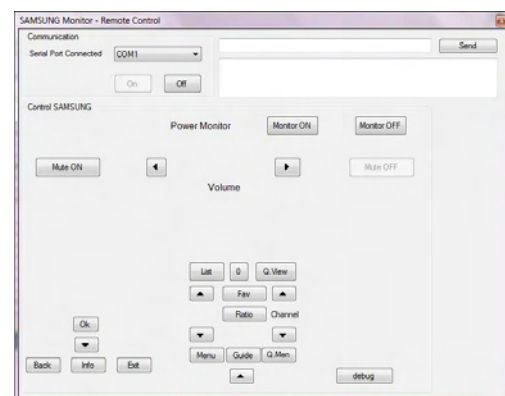 SAMSUNG Monitor - Remote Control
Communication
Serial Port Connected COM1 Send
On Off
Control SAMSUNG
Power Monitor Monitor ON Monitor OFF
Mute ON Mute OFF
Volume
List 0 Q.View
Fav
Ratio Channel
Ok
Menu Guide Q.Men
Back Info Exit
debug